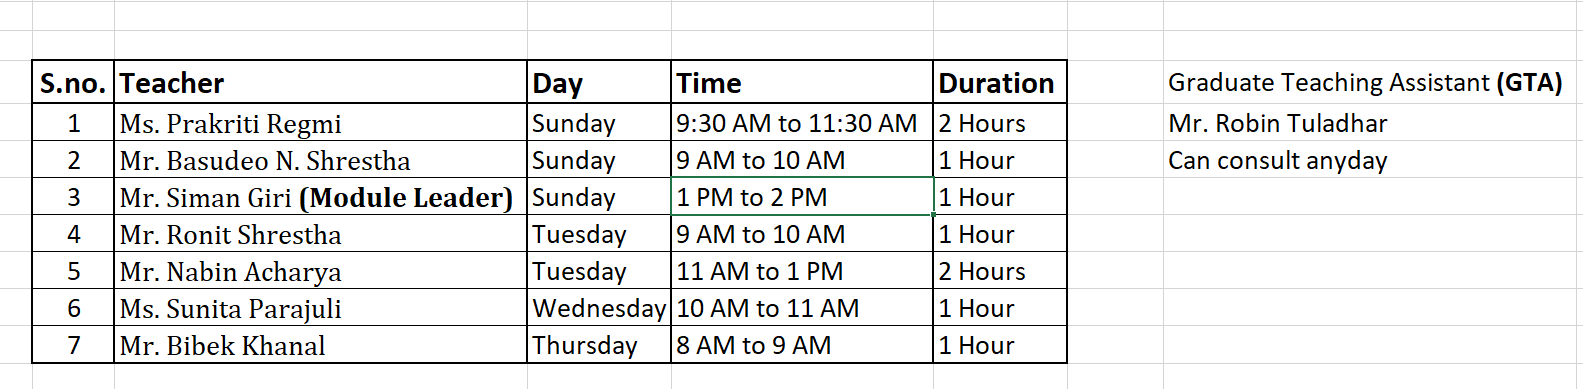 S.no. Teacher Day Time Duration Graduate Teaching Assistant (GTA)
1 Ms. Prakriti Regmi Sunday 9:30 AM to 11:30 AM 2 Hours Mr. Robin Tuladhar
2 Mr. Basudeo N. Shrestha Sunday 9 AM to 10 AM 1 Hour Can consult anyday
3 Mr. Siman Giri (Module Leader) Sunday 1 PM to 2 PM 1 Hour
4 Mr. Ronit Shrestha Tuesday 9 AM to 10 AM 1 Hour
5 Mr. Nabin Acharya Tuesday 11 AM to 1 PM 2 Hours
6 Ms. Sunita Parajuli Wednesday 10 AM to 11 AM 1 Hour
7 Mr. Bibek Khanal Thursday 8 AM to 9 AM 1 Hour